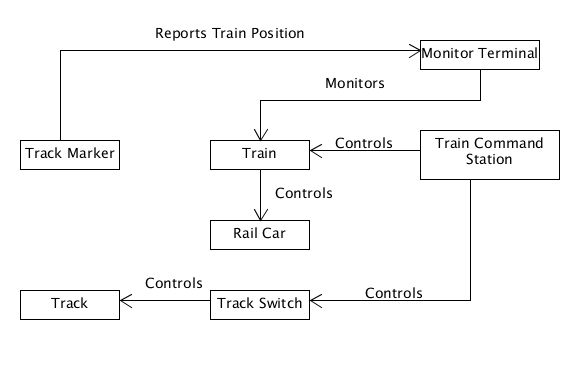 Reports Train Position
Monitor Terminal
Monitors
Track Marker
Train
Controls
Train Command
Station
Controls
Rail Car
Controls
Track
Track Switch
Controls